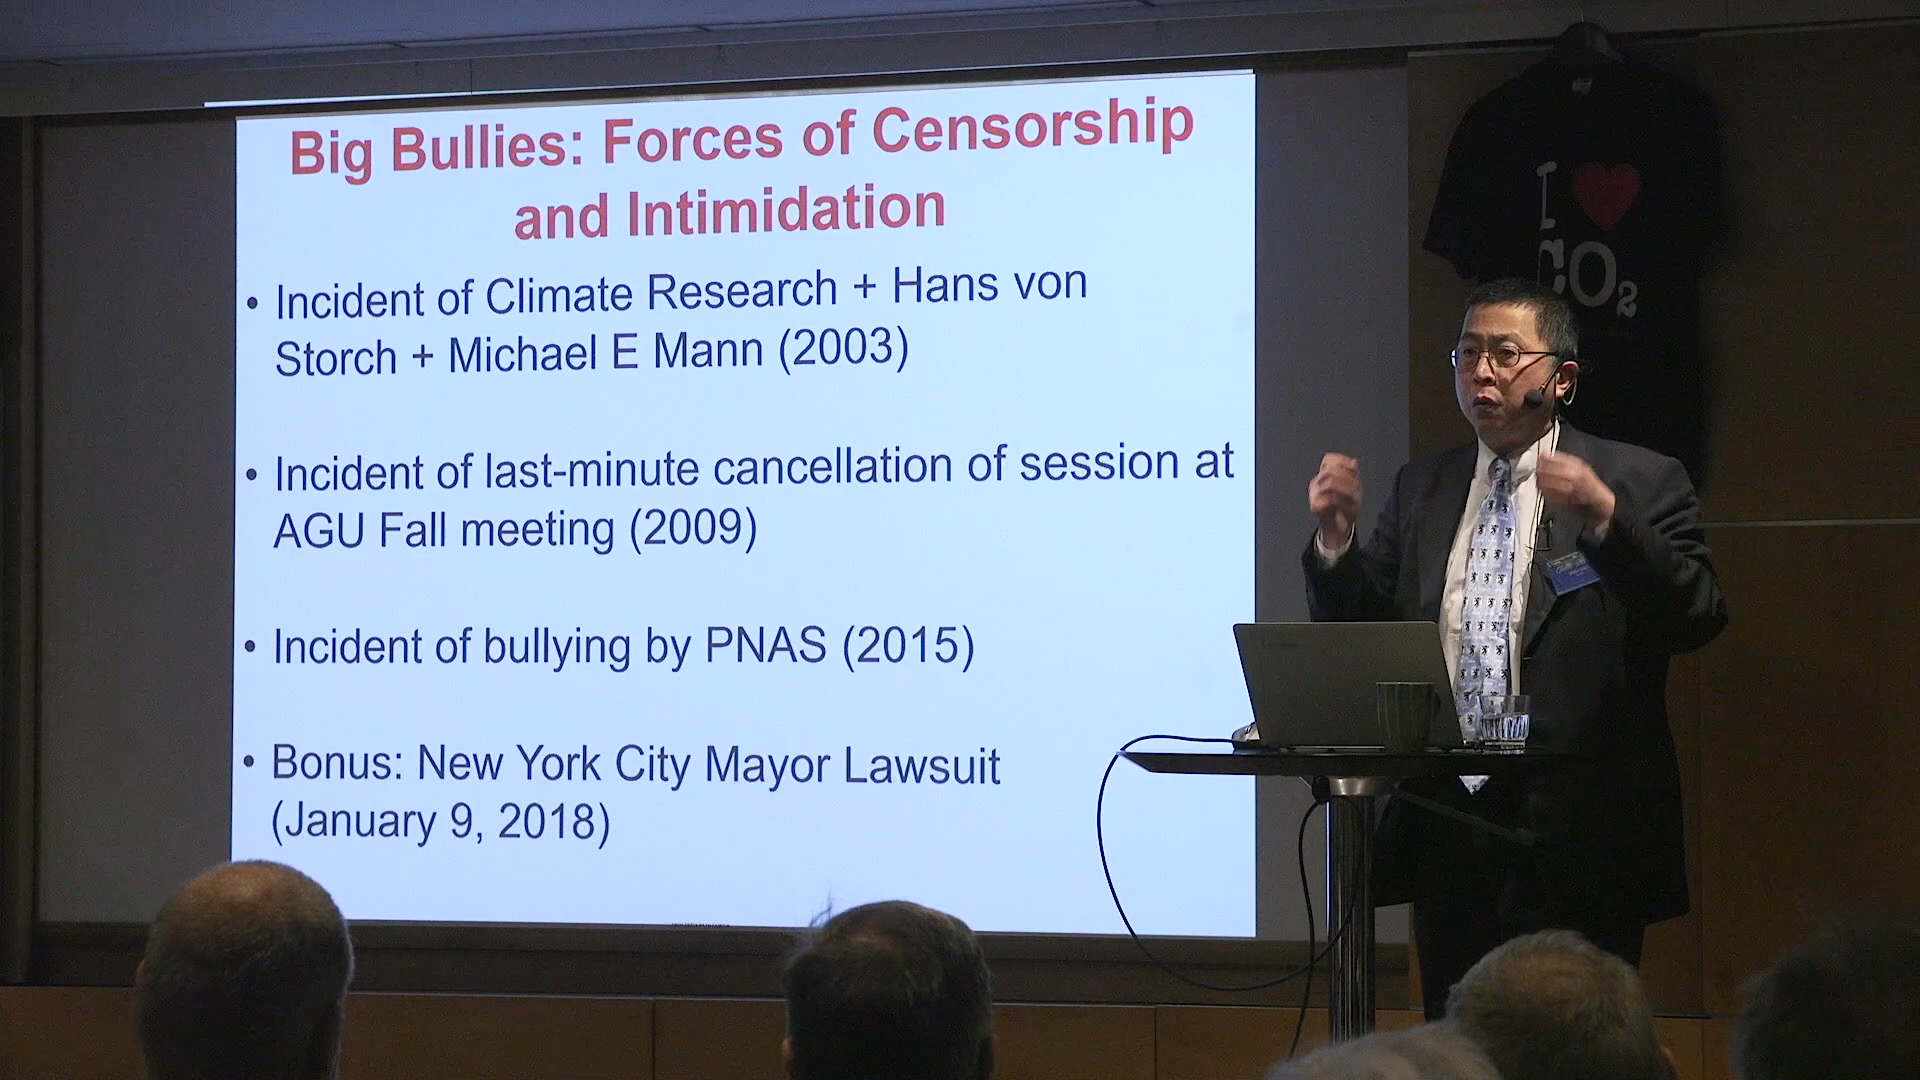 Big Bullies: Forces of Censorship
and Intimidation
• Incident of Climate Research + Hans von
Storch + Michael E Mann (2003)
• Incident of last-minute cancellation of session at
AGU Fall meeting (2009)
• Incident of bullying by PNAS (2015)
• Bonus: New York City Mayor Lawsuit
(January 9, 2018)
I ♥
CO₂